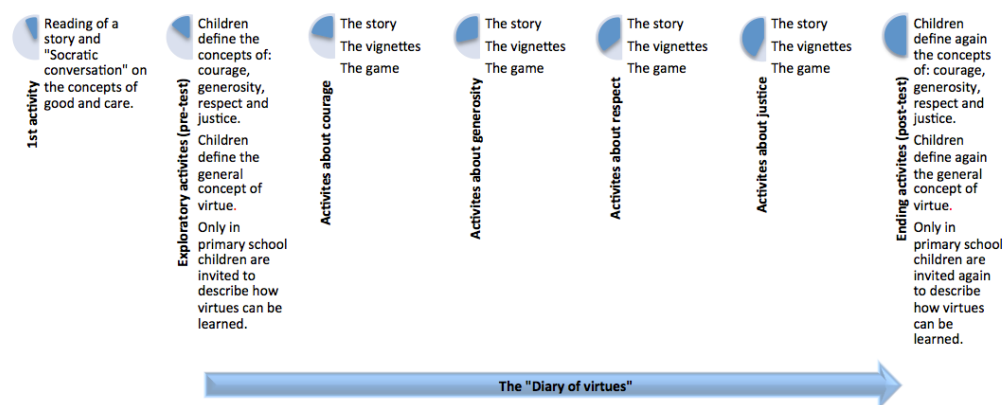 1st activity
Reading of a
story and
"Socratic
conversation" on
the concepts of
good and care.
Exploratory activites (pre-test)
Children
define the
concepts of:
courage,
generosity,
respect and
justice.
Children
define the
general
concept of
virtue.
Only in
primary school
children are
invited to
describe how
virtues can be
learned.
Activites about courage
The story
The vignettes
The game
Activites about generosity
The story
The vignettes
The game
Activites about respect
The story
The vignettes
The game
Activites about justice
The story
The vignettes
The game
Ending activites (post-test)
Children
define again
the concepts
of: courage,
generosity,
respect and
justice.
Children
define again
the general
concept of
virtue.
Only in
primary school
children are
invited again
to describe
how virtues
can be
learned.
The "Diary of virtues"